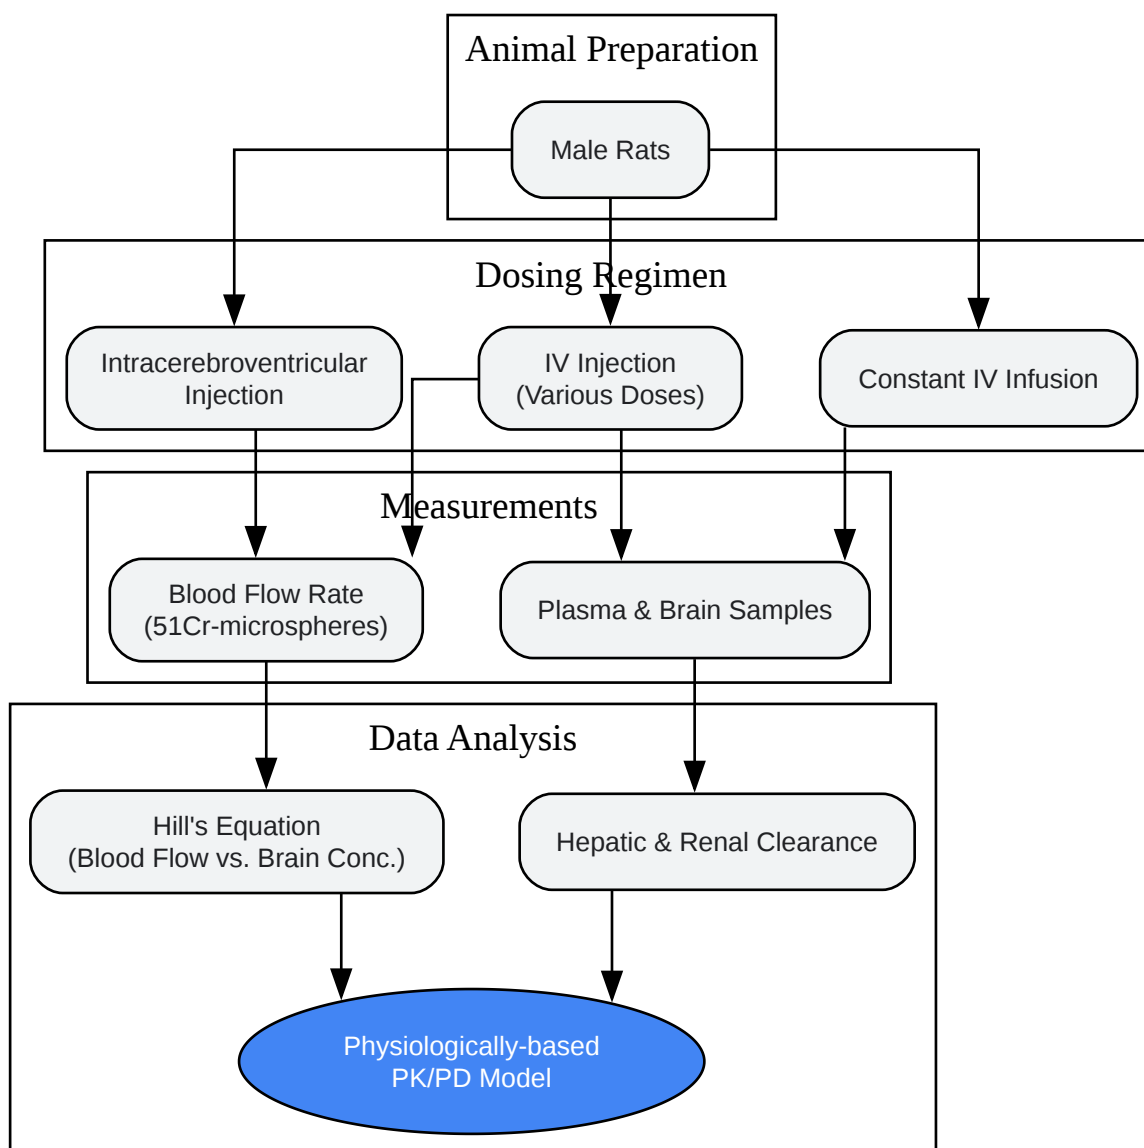 Animal Preparation
Male Rats
Dosing Regimen
Intracerebroventricular
Injection
IV Injection
(Various Doses)
Constant IV Infusion
Measurements
Blood Flow Rate
(51Cr-microspheres)
Plasma & Brain Samples
Data Analysis
Hill's Equation
(Blood Flow vs. Brain Conc.)
Hepatic & Renal Clearance
Physiologically-based
PK/PD Model